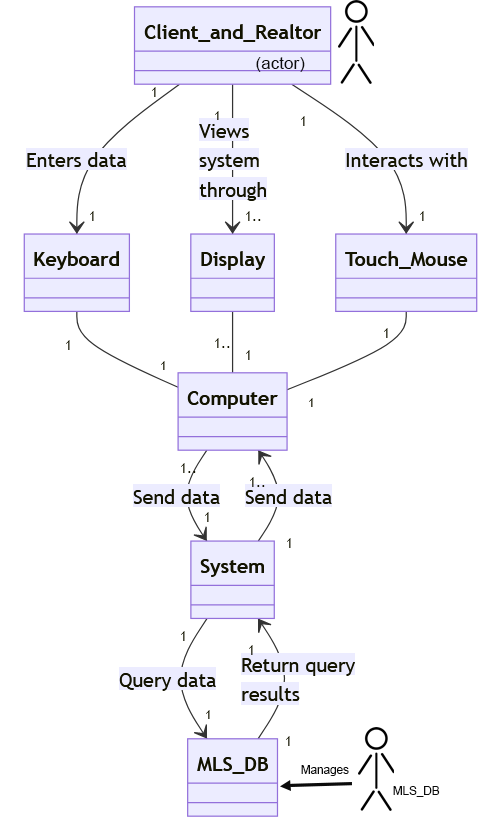 Client_and_Realtor
(actor)
1
1
1
Enters data
Views
system
through
Interacts with
1
1..
1
Keyboard
Display
Touch_Mouse
1
1..
1
1
1
1
Computer
1..
1..
Send data
Send data
1
1
System
1
1
Query data
Return query
results
1
1
MLS_DB
Manages
MLS_DB